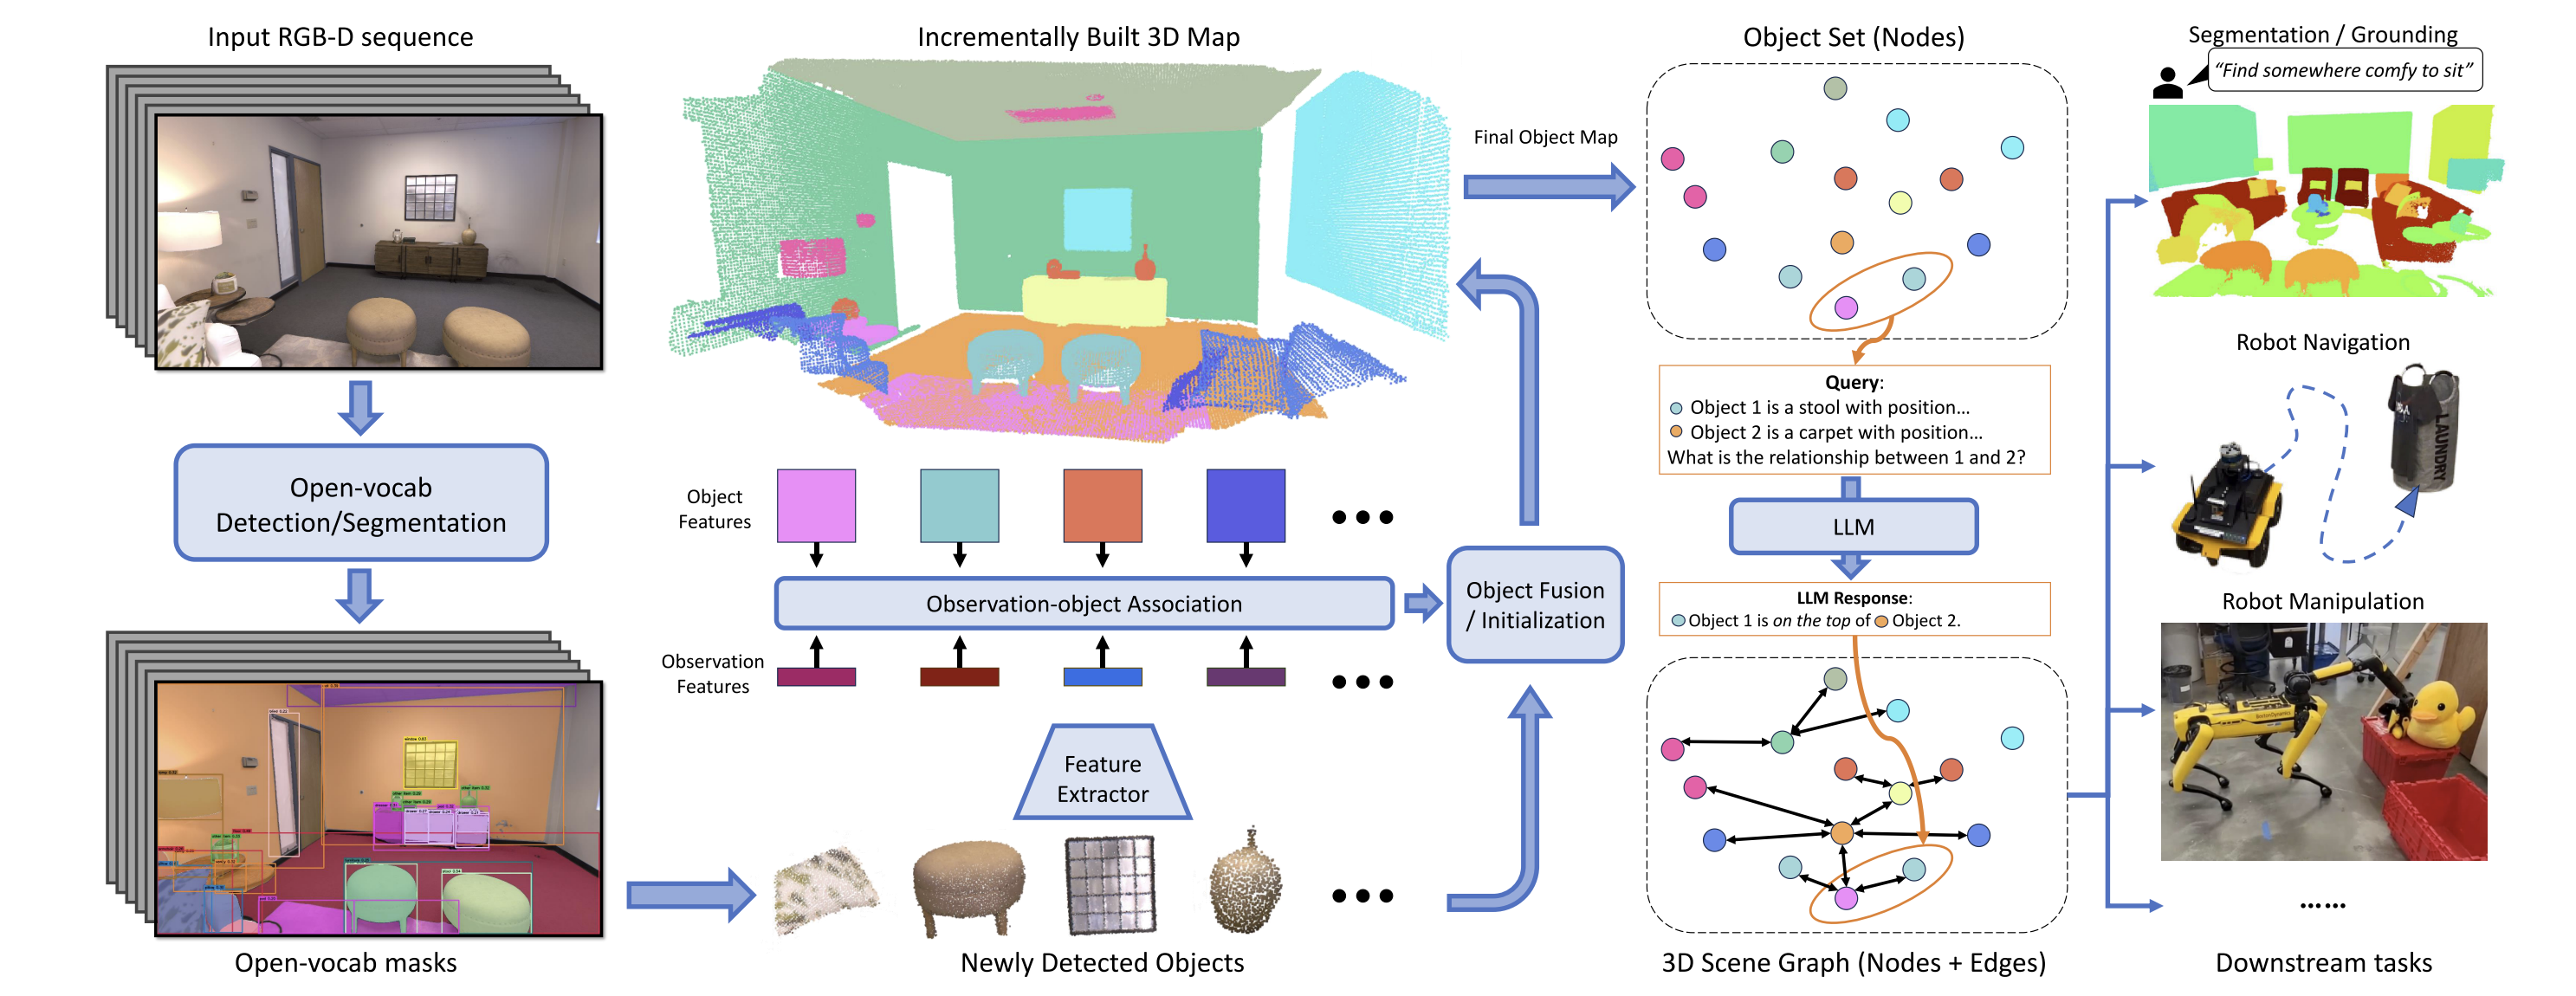 Input RGB-D sequence
Open-vocab
Detection/Segmentation
Open-vocab masks
Incrementally Built 3D Map
Object
Features
Observation-object Association
Observation
Features
Feature
Extractor
Newly Detected Objects
Object Fusion
/ Initialization
Final Object Map
Object Set (Nodes)
Query:
Object 1 is a stool with position...
Object 2 is a carpet with position...
What is the relationship between 1 and 2?
LLM
LLM Response:
Object 1 is on the top of Object 2.
3D Scene Graph (Nodes + Edges)
Segmentation / Grounding
“Find somewhere comfy to sit”
Robot Navigation
LAUNDRY
Robot Manipulation
......
Downstream tasks